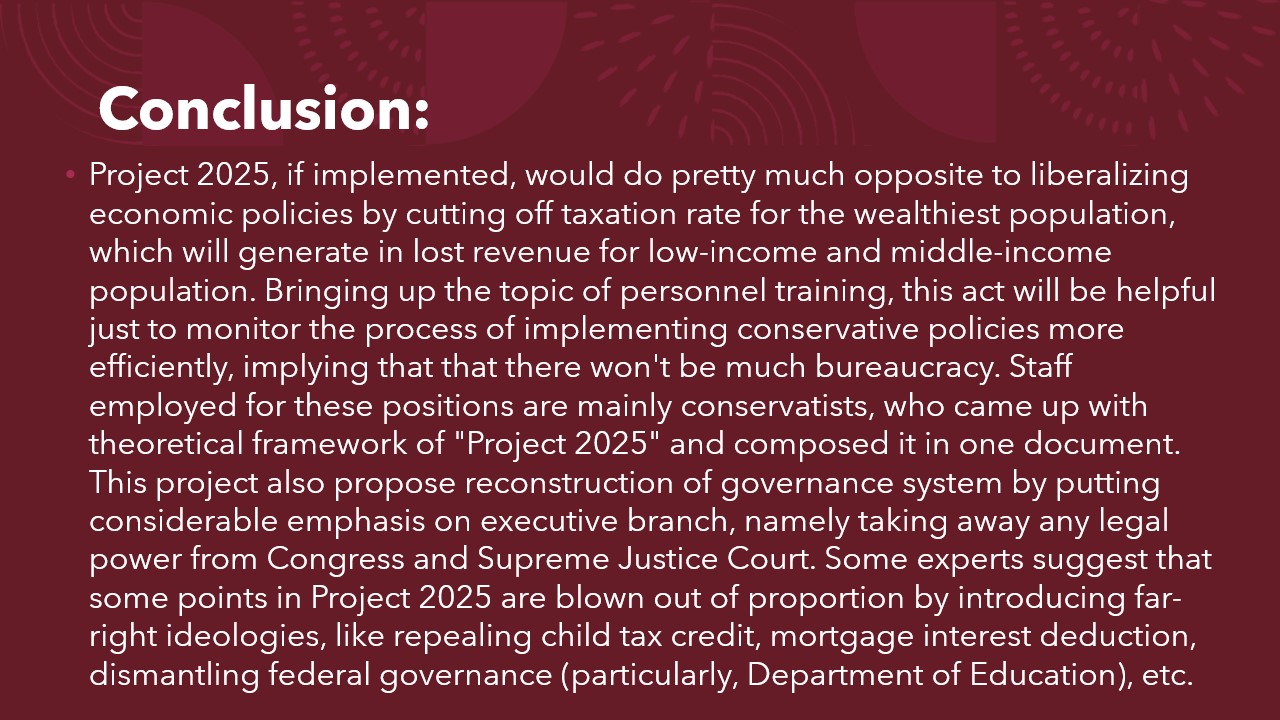 Conclusion:
• Project 2025, if implemented, would do pretty much opposite to liberalizing
economic policies by cutting off taxation rate for the wealthiest population,
which will generate in lost revenue for low-income and middle-income
population. Bringing up the topic of personnel training, this act will be helpful
just to monitor the process of implementing conservative policies more
efficiently, implying that that there won't be much bureaucracy. Staff
employed for these positions are mainly conservatists, who came up with
theoretical framework of "Project 2025" and composed it in one document.
This project also propose reconstruction of governance system by putting
considerable emphasis on executive branch, namely taking away any legal
power from Congress and Supreme Justice Court. Some experts suggest that
some points in Project 2025 are blown out of proportion by introducing far-
right ideologies, like repealing child tax credit, mortgage interest deduction,
dismantling federal governance (particularly, Department of Education), etc.